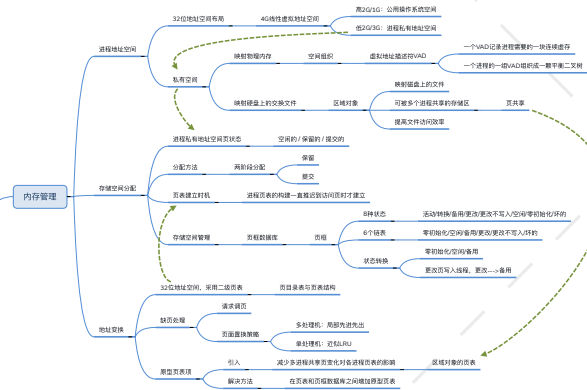 高2G/1G：公用操作系统空间
32位地址空间布局
4G线性虚拟地址空间
低2G/3G：进程私有地址空间
进程地址空间
一个VAD记录进程需要的一块连续虚存
映射物理内存
空间组织
虚拟地址描述符VAD
一个进程的一组VAD组织成一颗平衡二叉树
私有空间
映射磁盘上的文件
映射硬盘上的交换文件
区域对象
可被多个进程共享的存储区
页共享
提高文件访问效率
进程私有地址空间页状态
空闲的 / 保留的 / 提交的
保留
分配方法
两阶段分配
提交
存储空间分配
内存管理
页表建立时机
进程页表的构建一直推迟到访问页时才建立
8种状态
活动/转换/备用/更改/更改不写入/空闲/零初始化/坏的
存储空间管理
页框数据库
页框
6个链表
零初始化/空闲/备用/更改/更改不写入/坏的
零初始化/空闲/备用
状态转换
更改页写入线程，更改--->备用
32位地址空间，采用二级页表
页目录表与页表结构
请求调页
缺页处理
多处理机：局部先进先出
页面置换策略
单处理机：近似LRU
地址变换
引入
减少多进程共享页变化对各进程页表的影响
区域对象的页表
原型页表项
解决方法
在页表和页框数据库之间增加原型页表